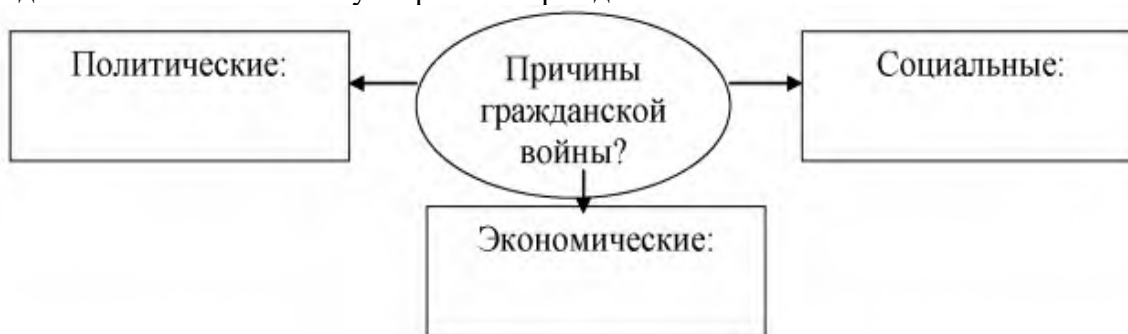 Политические:
Причины
гражданской
войны?
Социальные:
Экономические: